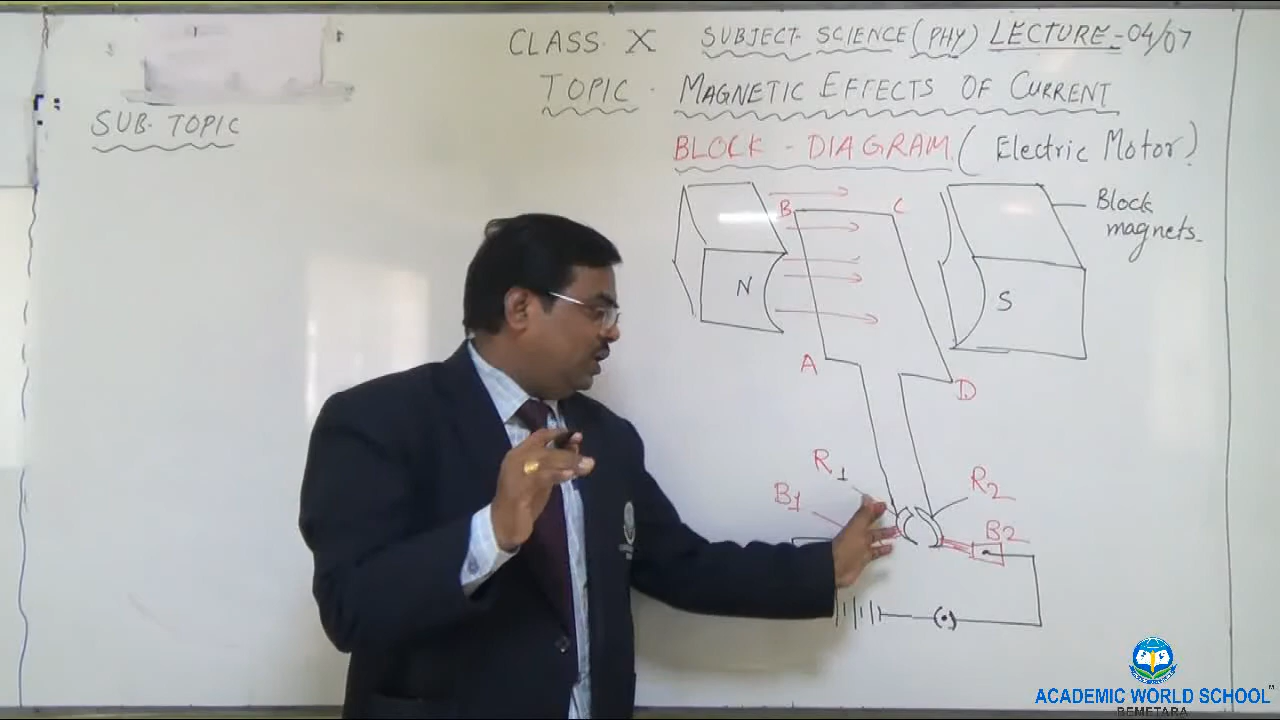 CLASS. X SUBJECT- SCIENCE (PHY) LECTURE - 04/07
TOPIC - MAGNETIC EFFECTS OF CURRENT
SUB-TOPIC
BLOCK - DIAGRAM (Electric Motor)
B
C
Block
magnets.
N
S
A
D
R1
R2
B1
B2
ACADEMIC WORLD SCHOOL"
BEMETARA